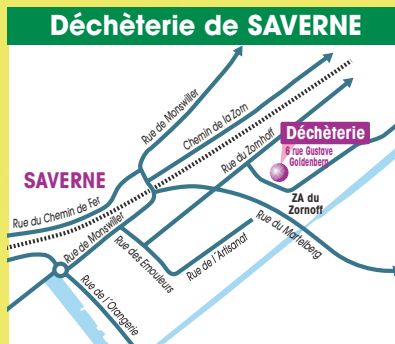 Déchèterie de SAVERNE
Rue de Monswiller
Chemin de la Zorn
Rue du Zornhoff
Déchèterie
6 rue Gustave
Goldenberg
SAVERNE
ZA du
Zornoff
Rue du Chemin de Fer
Rue de Monswiller
Rue des Emouleurs
Rue de l'Artisanat
Rue du Martelberg
Rue de l'Orangerie